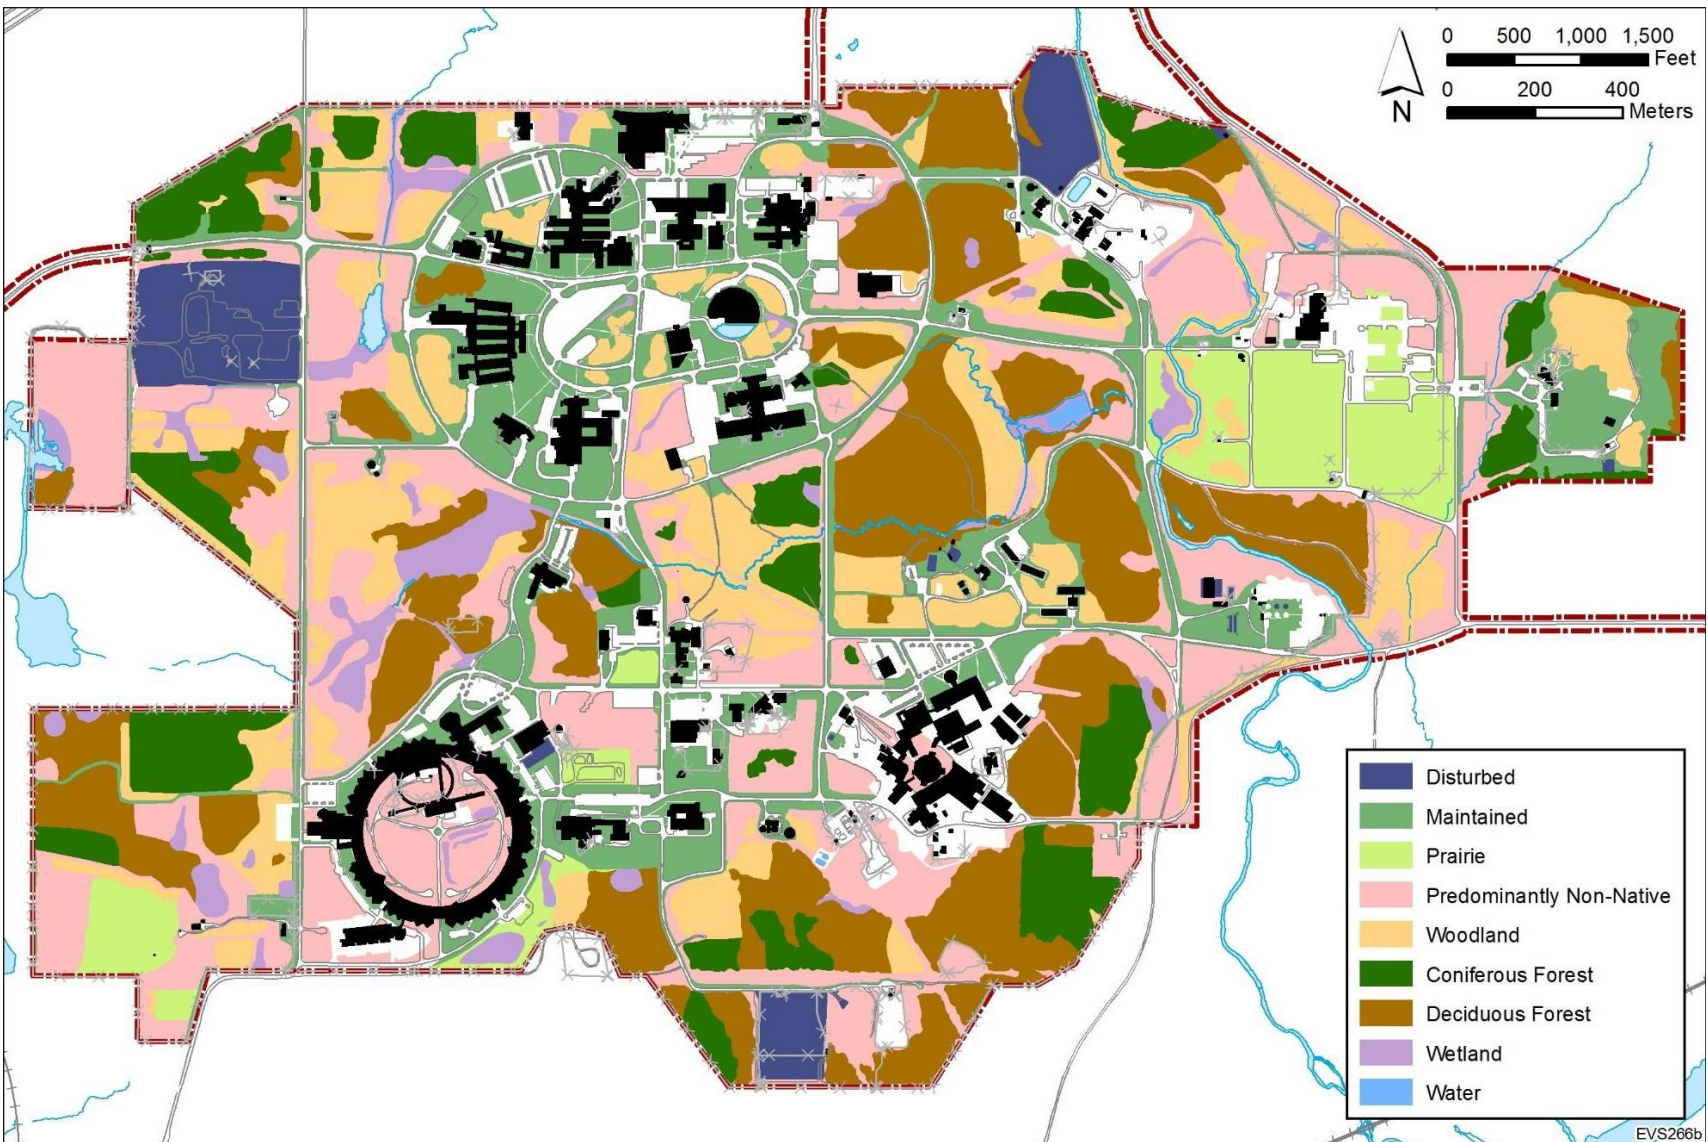 0 500 1,000 1,500
Feet
0 200 400
Meters
N
Disturbed
Maintained
Prairie
Predominantly Non-Native
Woodland
Coniferous Forest
Deciduous Forest
Wetland
Water
EVS266b